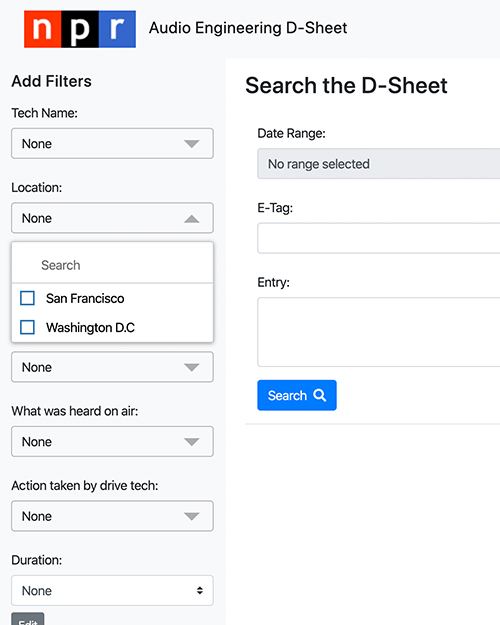 npr Audio Engineering D-Sheet
Add Filters
Tech Name:
None
Location:
None
Search
San Francisco
Washington D.C
None
What was heard on air:
None
Action taken by drive tech:
None
Duration:
None
Edit
Search the D-Sheet
Date Range:
No range selected
E-Tag:
Entry:
Search